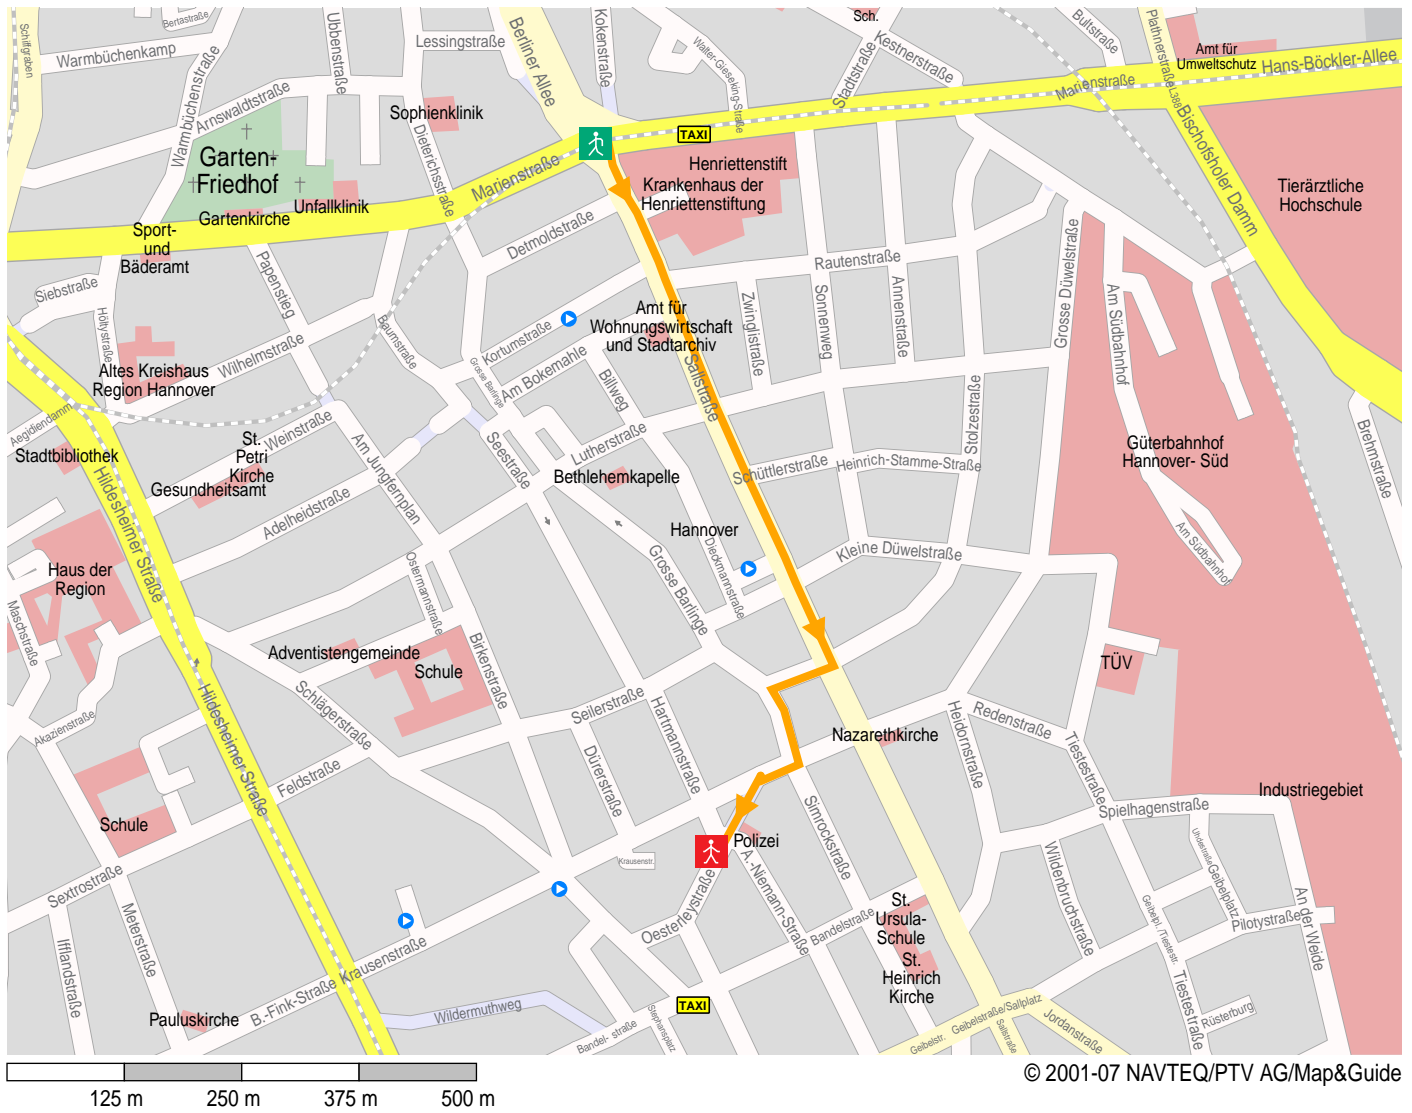 Schiffgraben
Bertastraße
Warmbüchenkamp
Warmbüchenstraße
Ubbenstraße
Lessingstraße
Berliner Allee
Kokenstraße
Walter-Gieseking-Straße
Sch.
Stadtstraße
Kestnerstraße
Bultstraße
Plathnerstraße
L388
Amt für
Umweltschutz
Hans-Böckler-Allee
Marienstraße
Bischofsholer Damm
Arnswaldtstraße
Sophienklinik
Dieterichsstraße
TAXI
Garten-
Friedhof
Marienstraße
Henriettenstift
Krankenhaus der
Henriettenstiftung
Tierärztliche
Hochschule
Unfallklinik
Gartenkirche
Sport-
und
Bäderamt
Detmoldstraße
Rautenstraße
Grosse Düwelstraße
Siebstraße
Höltystraße
Papenstieg
Baumstraße
Kortumstraße
Amt für
Wohnungswirtschaft
und Stadtarchiv
Zwinglistraße
Sonnenweg
Annenstraße
Am Südbahnhof
Wilhelmstraße
Altes Kreishaus
Region Hannover
Grosse Barlinge
Am Bokemahle
Billweg
Sallstraße
Stolzestraße
Aegidiendamm
Weinstraße
Stadtbibliothek
St.
Petri
Kirche
Gesundheitsamt
Am Jungfernplan
Seestraße
Lutherstraße
Bethlehemkapelle
Schüttlerstraße
Heinrich-Stamme-Straße
Güterbahnhof
Hannover- Süd
Brehmstraße
Hildesheimer Straße
Adelheidstraße
Hannover
Dieckmannstraße
Kleine Düwelstraße
Am Südbahnhof
Haus der
Region
Maschstraße
Ostermannstraße
Grosse Barlinge
Adventistengemeinde
Schule
Birkenstraße
TÜV
Akazienstraße
Hildesheimer Straße
Schlägerstraße
Seilerstraße
Hartmannstraße
Nazarethkirche
Heidornstraße
Redenstraße
Tiestestraße
Feldstraße
Dürerstraße
Schule
Simrockstraße
Spielhagenstraße
Industriegebiet
Polizei
Krausenstr.
Uhdestraße
Sextrostraße
Meterstraße
Oesterleystraße
A.-Niemann-Straße
Bandelstraße
St.
Ursula-
Schule
St.
Heinrich
Kirche
Wildenbruchstraße
Geibelplatz
Geibelpl./Tiestestr.
Pilotystraße
An der Weide
Ifflandstraße
B.-Fink-Straße
Krausenstraße
Pauluskirche
Wildermuthweg
TAXI
Bandel- straße
Stephansplatz
Geibelstr.
Geibelstraße/Sallplatz
Sallstraße
Jordanstraße
Tiestestraße
Rüsterburg
125 m
250 m
375 m
500 m
© 2001-07 NAVTEQ/PTV AG/Map&Guide